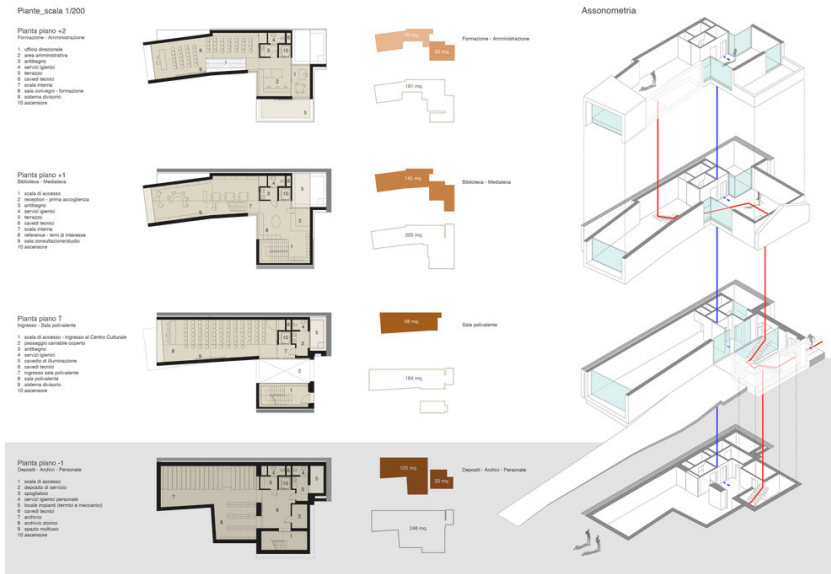 Piante_scala 1/200
Assonometria
Pianta piano +2
Formazione - Amministrazione
1 ufficio direzionale
2 area amministrativa
3 antibagno
4 servizi igienici
5 terrazzo
6 cavedi tecnici
7 scala interna
8 sala convegni - formazione
9 sistema divisorio
10 ascensore
70 mq.
Formazione - Amministrazione
161 mq.
Pianta piano +1
Biblioteca - Mediateca
1 scala di accesso
2 reception - prima accoglienza
3 antibagno
4 servizi igienici
5 terrazzo
6 cavedi tecnici
7 scala interna
8 reference - temi di interesse
9 sala consultazione/studio
10 ascensore
145 mq.
Biblioteca - Mediateca
205 mq.
Pianta piano T
Ingresso - Sala polivalente
1 scala di accesso - ingresso al Centro Culturale
2 passaggio carrabile coperto
3 antibagno
4 servizi igienici
5 cavedio di illuminazione
6 cavedi tecnici
7 ingresso sala polivalente
8 sala polivalente
9 sistema divisorio
10 ascensore
Sala polivalente
164 mq.
Pianta piano -1
Depositi - Archivi - Personale
1 scala di accesso
2 deposito di servizio
3 spogliatoio
4 servizi igienici personale
5 locale impianti (termici e meccanici)
6 cavedi tecnici
7 archivio
8 archivio storico
9 spazio multiuso
10 ascensore
Depositi - Archivi - Personale
248 mq.